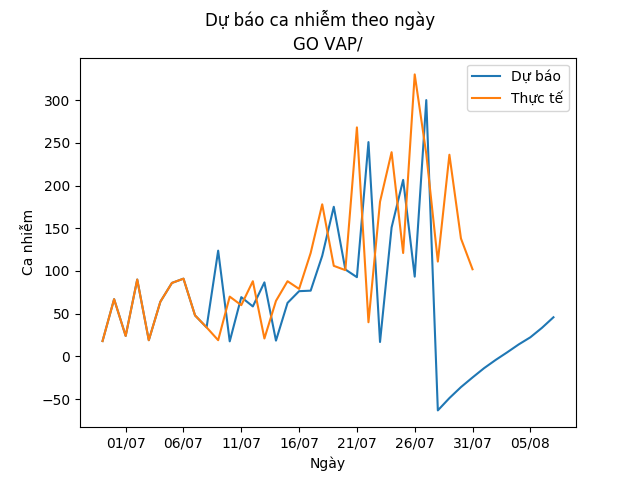 Dự báo ca nhiễm theo ngày
GO VAP/
Dự báo
Thực tế
300
250
200
150
100
50
0
−50
Ca nhiễm
01/07 06/07 11/07 16/07 21/07 26/07 31/07 05/08
Ngày